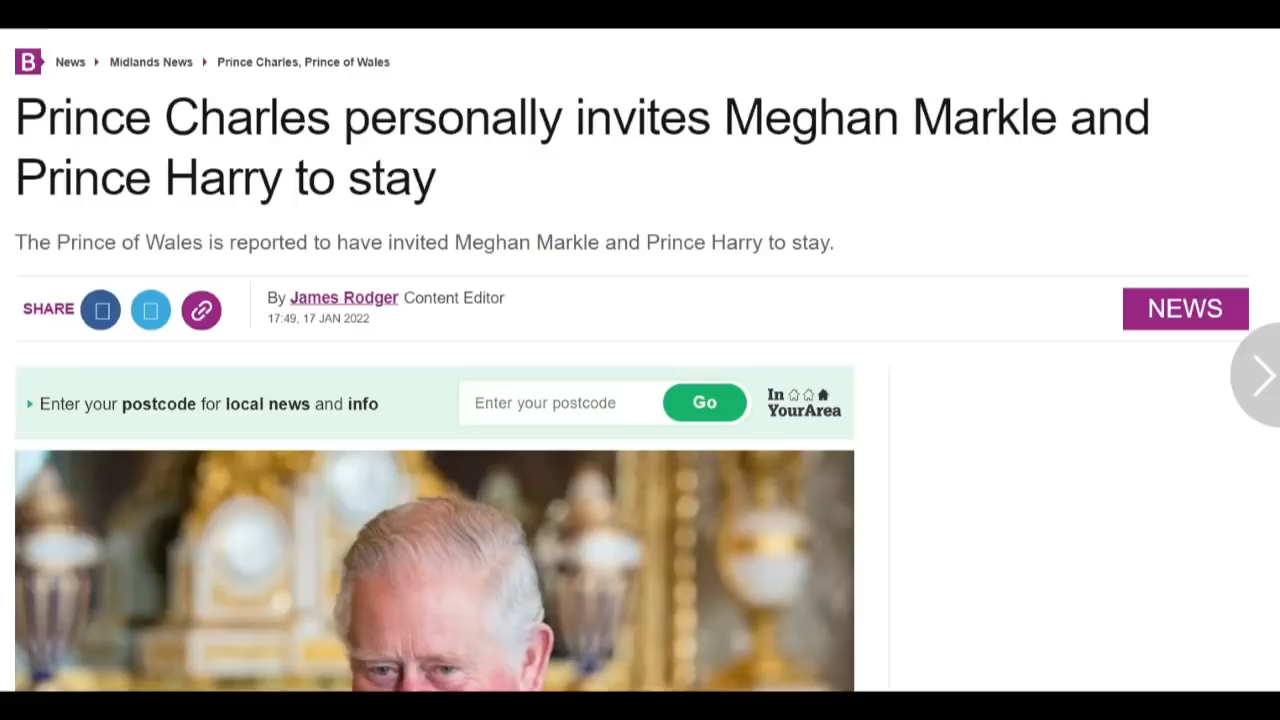 B News Midlands News Prince Charles, Prince of Wales
Prince Charles personally invites Meghan Markle and
Prince Harry to stay
The Prince of Wales is reported to have invited Meghan Markle and Prince Harry to stay.
SHARE
By James Rodger Content Editor
17:49, 17 JAN 2022
NEWS
Enter your postcode for local news and info
Enter your postcode
Go
In
YourArea